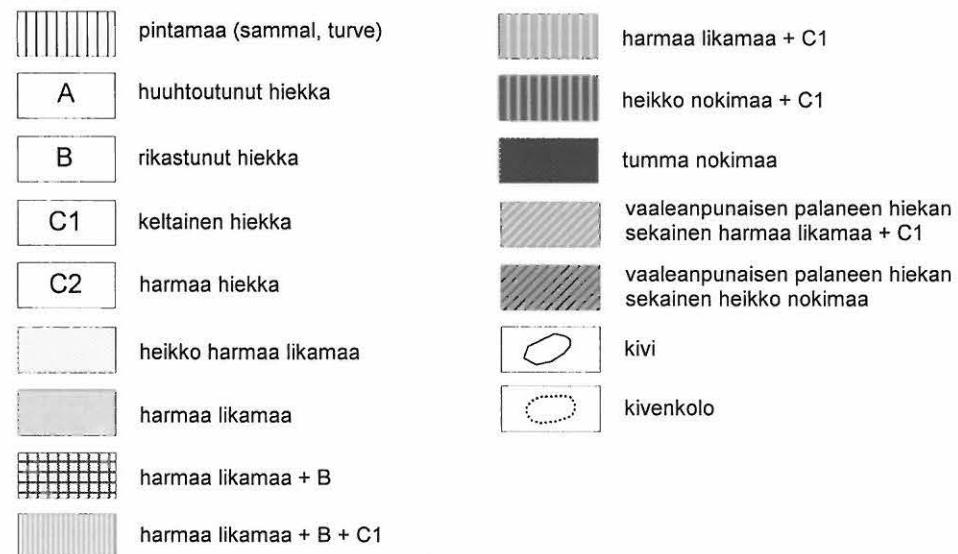 pintamaa (sammal, turve)
A
huuhtoutunut hiekka
B
rikastunut hiekka
C1
keltainen hiekka
C2
harmaa hiekka
heikko harmaa likamaa
harmaa likamaa
harmaa likamaa + B
harmaa likamaa + B + C1
harmaa likamaa + C1
heikko nokimaa + C1
tumma nokimaa
vaaleanpunaisen palaneen hiekan
sekainen harmaa likamaa + C1
vaaleanpunaisen palaneen hiekan
sekainen heikko nokimaa
kivi
kivenkolo